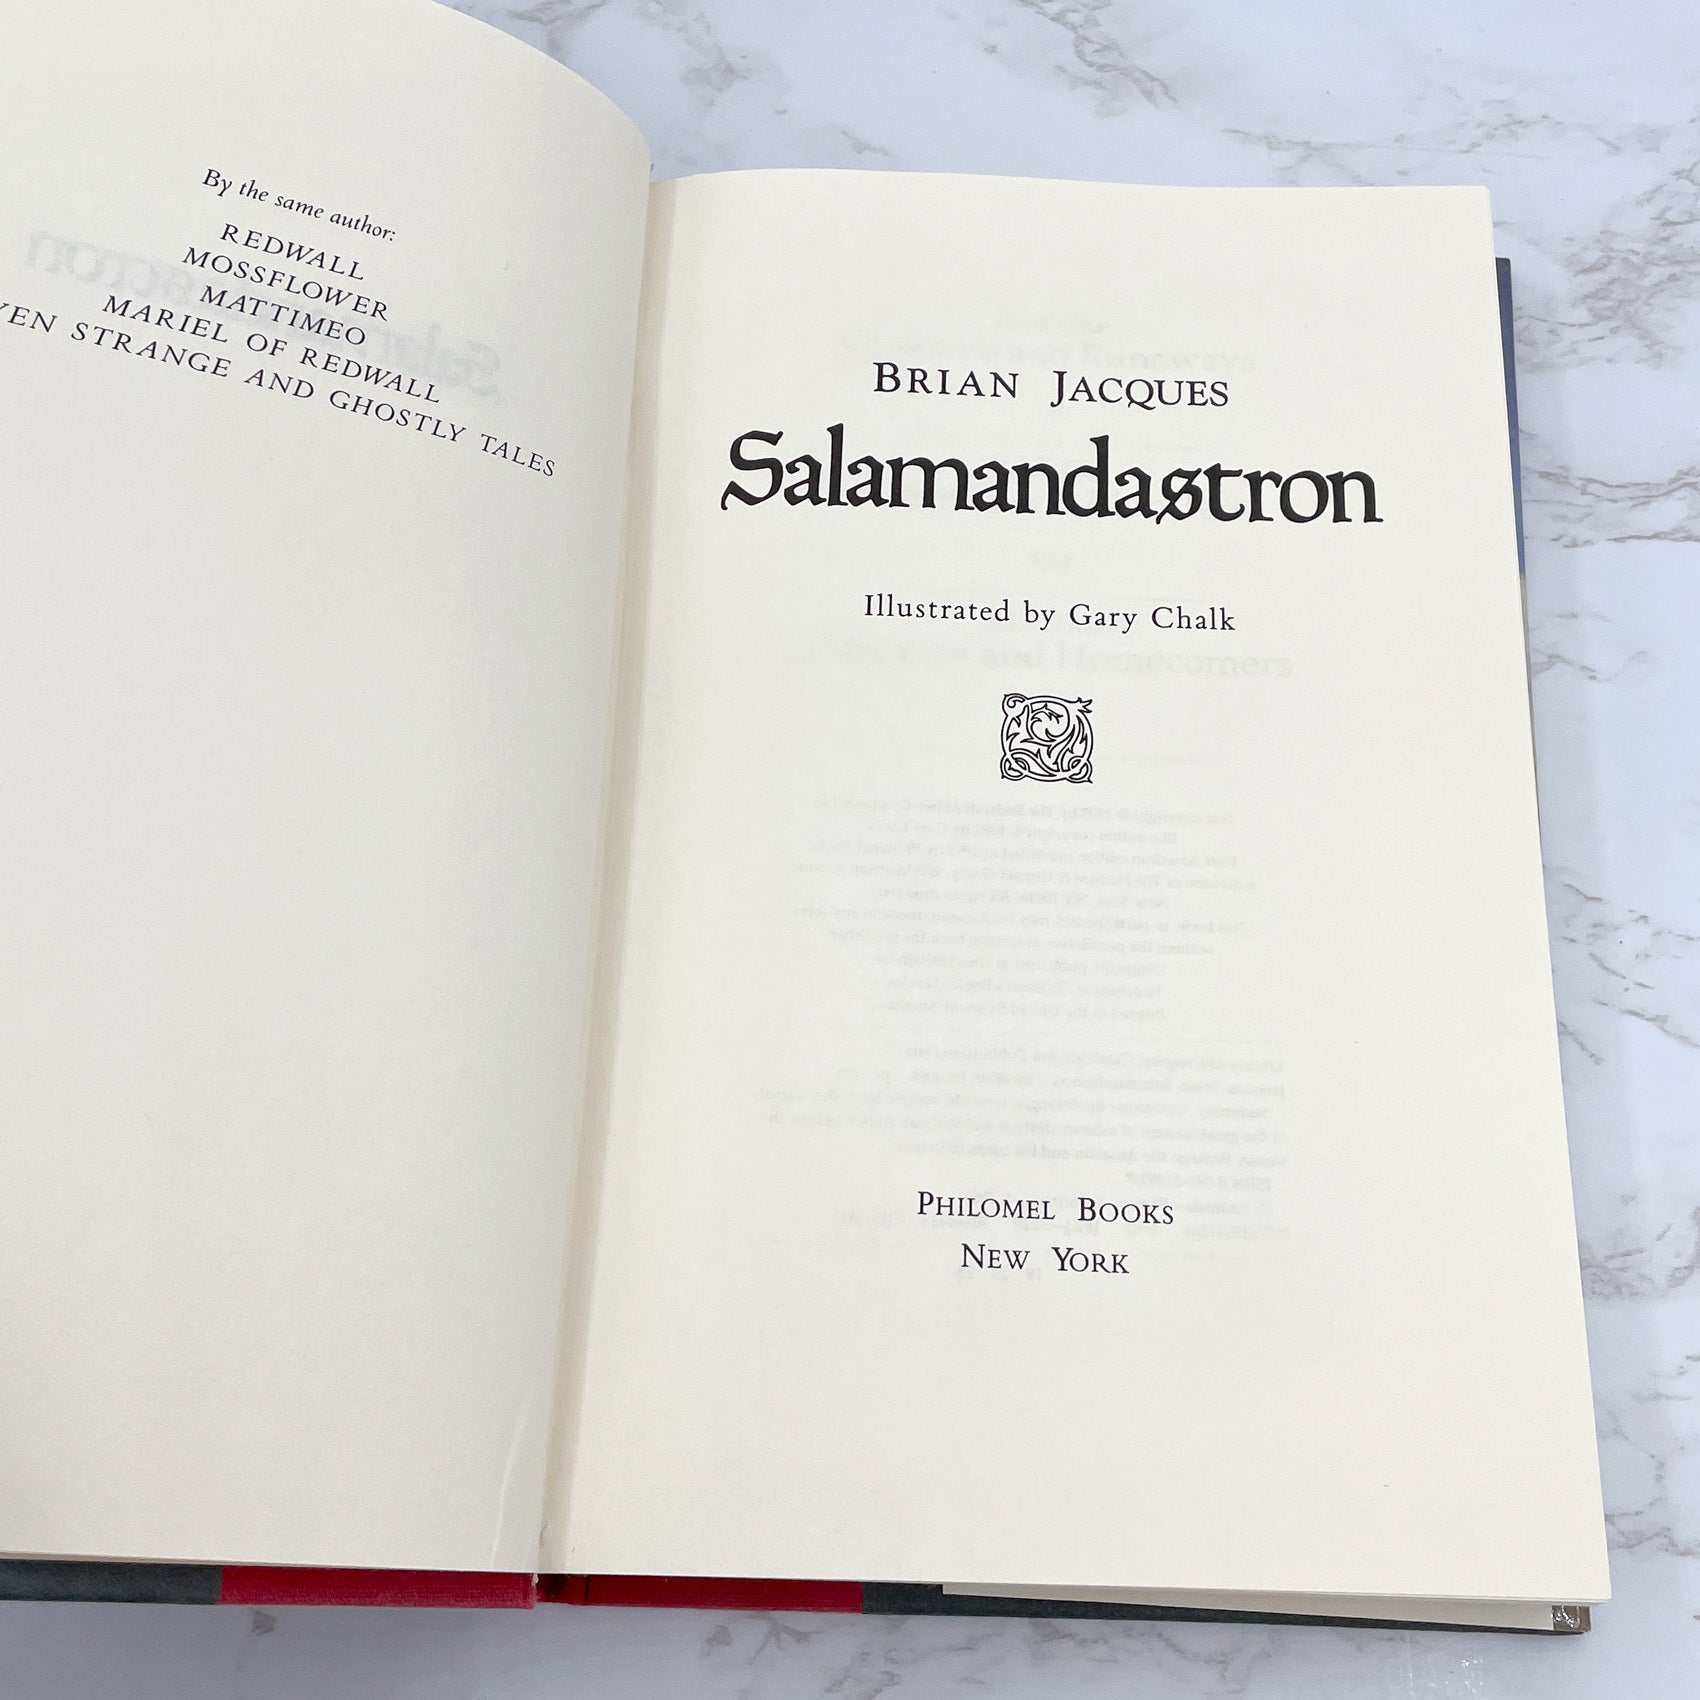 By the same author:
REDWALL
MOSSFLOWER
MATTIMEO
MARIEL OF REDWALL
STRANGE AND GHOSTLY TALES
BRIAN JACQUES
Salamandastron
Illustrated by Gary Chalk
PHILOMEL BOOKS
NEW YORK